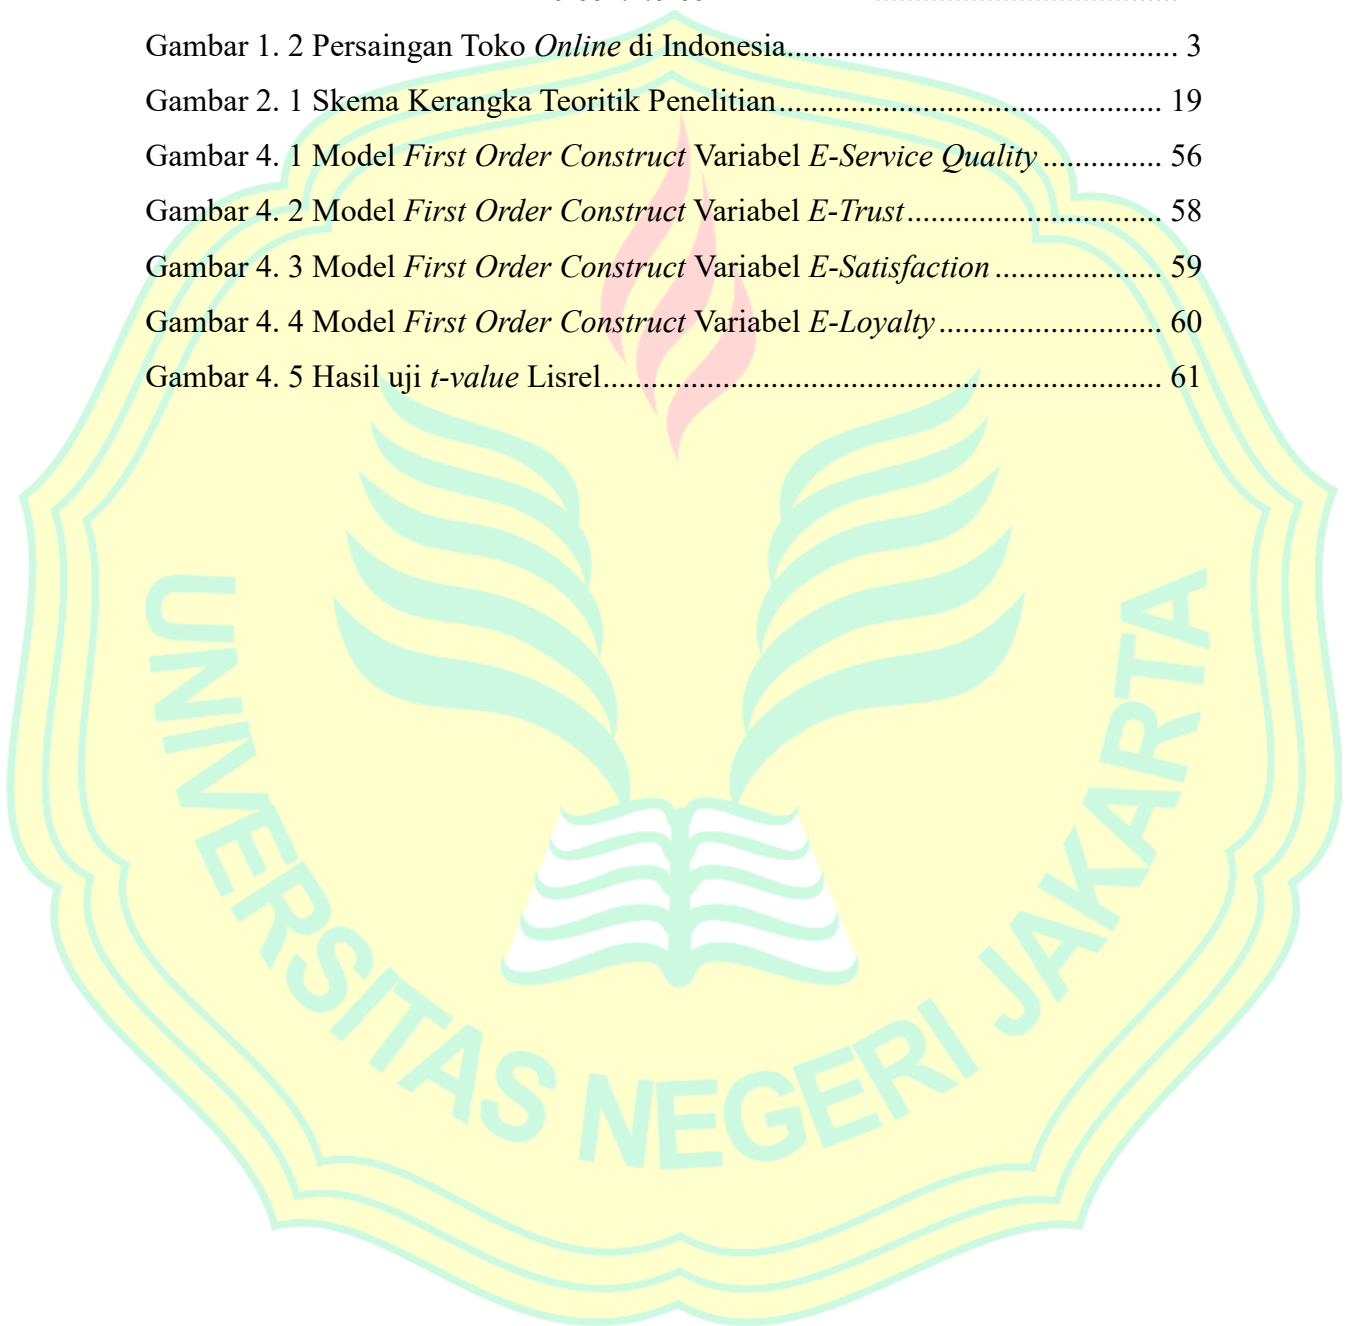 Gambar 1. 2 Persaingan Toko Online di Indonesia........................................... 3
Gambar 2. 1 Skema Kerangka Teoritik Penelitian.......................................... 19
Gambar 4. 1 Model First Order Construct Variabel E-Service Quality............... 56
Gambar 4. 2 Model First Order Construct Variabel E-Trust............................ 58
Gambar 4. 3 Model First Order Construct Variabel E-Satisfaction..................... 59
Gambar 4. 4 Model First Order Construct Variabel E-Loyalty......................... 60
Gambar 4. 5 Hasil uji t-value Lisrel............................................................. 61
UNIVERSITAS NEGERI JAKARTA